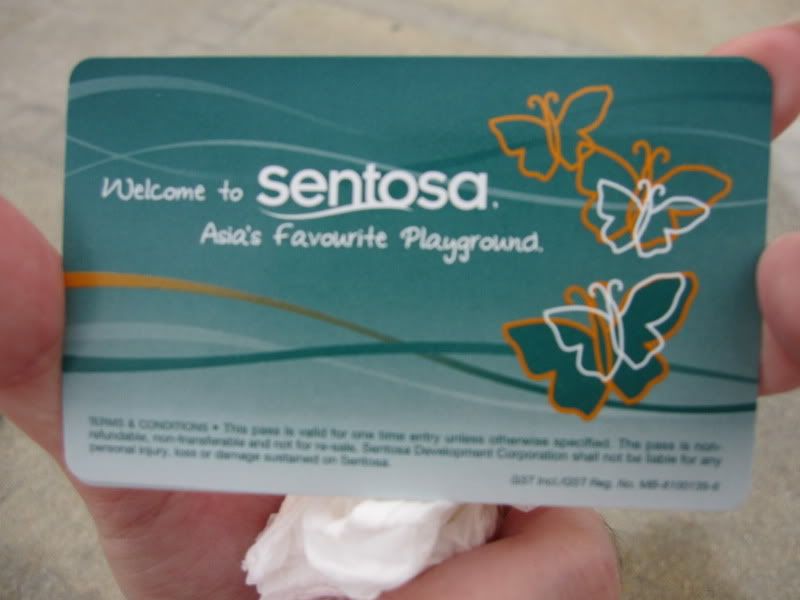 Welcome to sentosa.
Asia's Favourite Playground.
TERMS & CONDITIONS • This pass is valid for one time entry unless otherwise specified. The pass is non-
refundable, non-transferable and not for re-sale. Sentosa Development Corporation shall not be liable for any
personal injury, loss or damage sustained on Sentosa.
GST Incl./GST Reg. No.